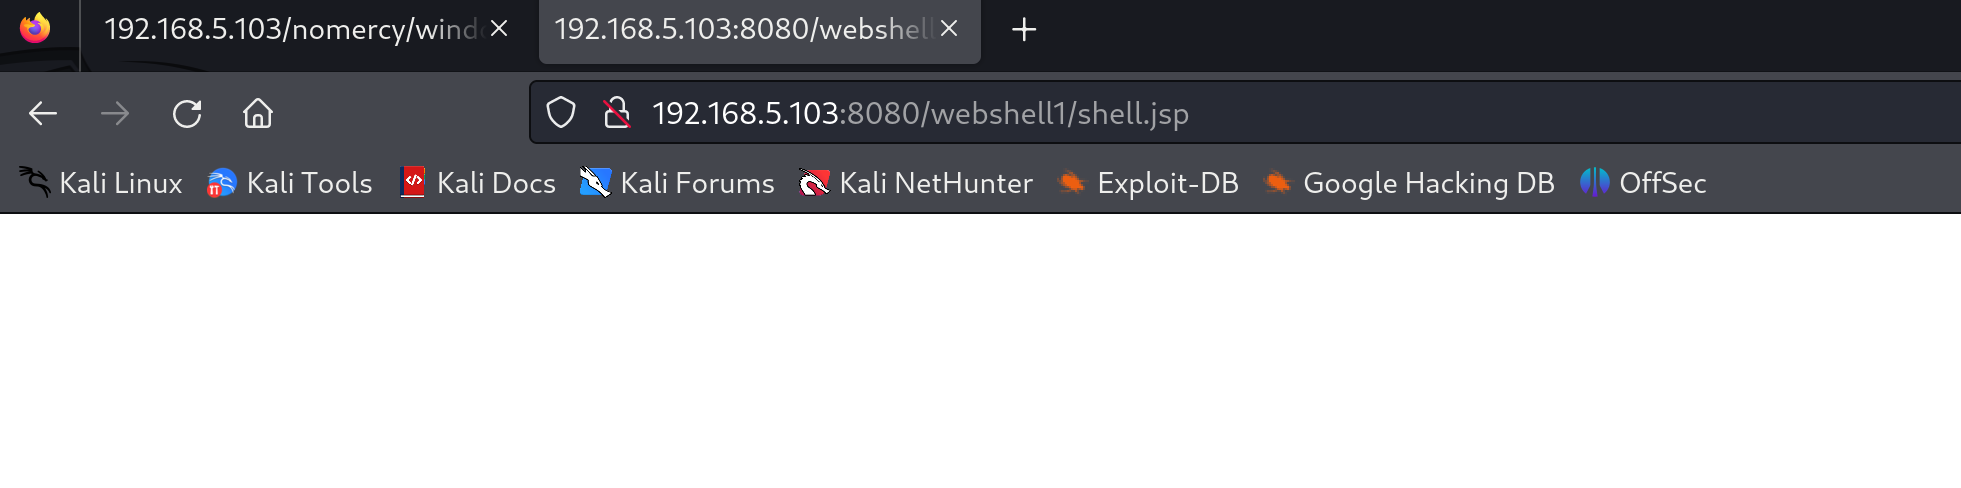 192.168.5.103/nomercy/wind 192.168.5.103:8080/webshell
192.168.5.103:8080/webshell1/shell.jsp
Kali Linux Kali Tools Kali Docs Kali Forums Kali NetHunter Exploit-DB Google Hacking DB OffSec